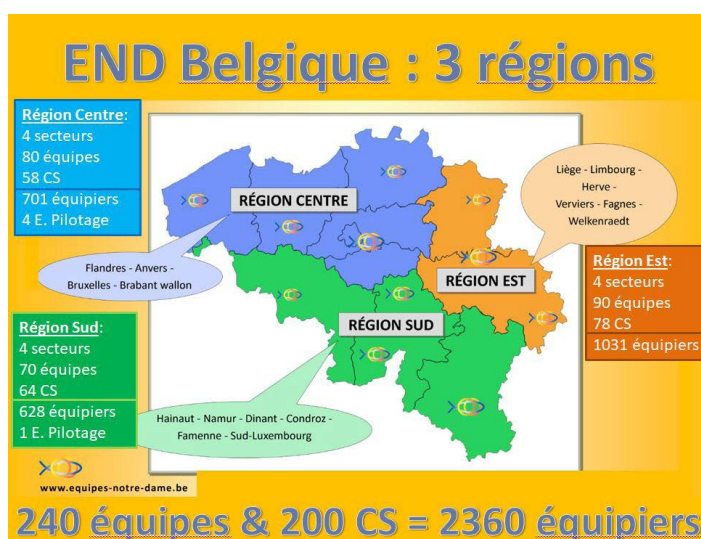 END Belgique : 3 régions
Région Centre:
4 secteurs
80 équipes
58 CS
701 équipiers
4 E. Pilotage
RÉGION CENTRE
Liège - Limbourg -
Herve -
Verviers - Fagnes -
Welkenraedt
Flandres - Anvers -
Bruxelles - Brabant wallon
RÉGION EST
Région Est:
4 secteurs
90 équipes
78 CS
1031 équipiers
RÉGION SUD
Région Sud:
4 secteurs
70 équipes
64 CS
628 équipiers
1 E. Pilotage
Hainaut - Namur - Dinant - Condroz -
Famenne - Sud-Luxembourg
www.equipes-notre-dame.be
240 équipes & 200 CS = 2360 équipiers